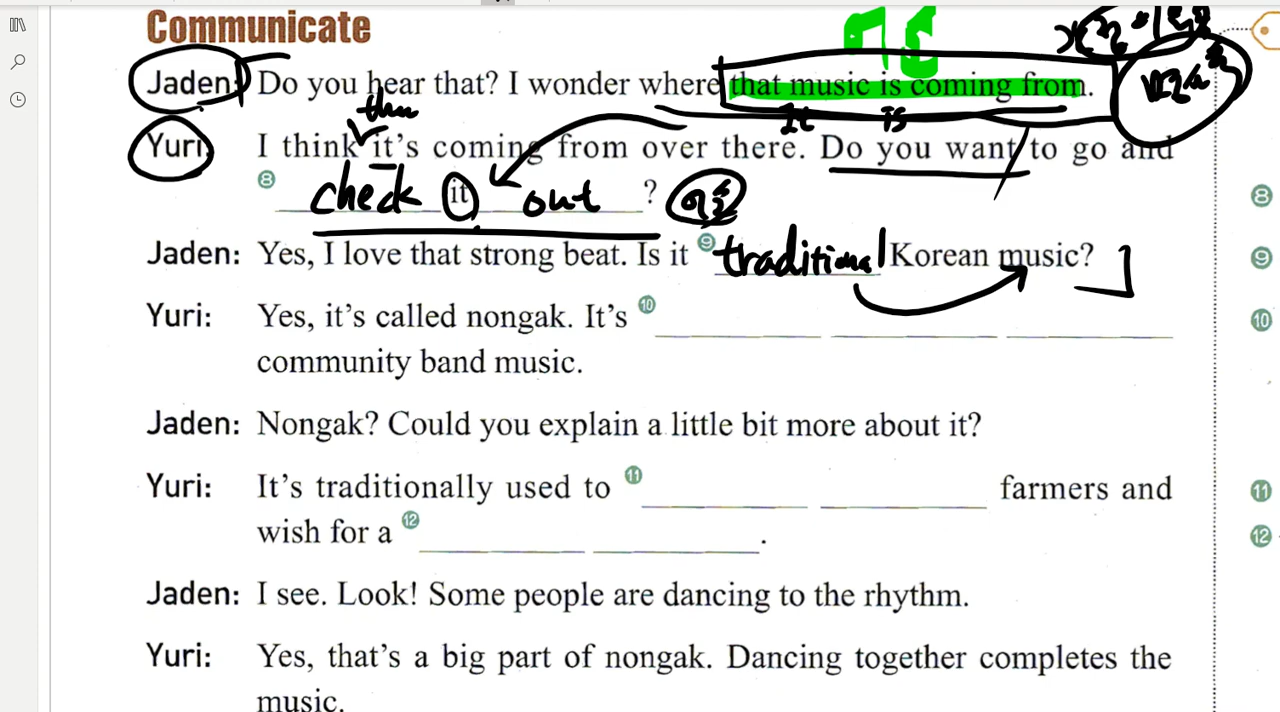 Communicate
Jaden: Do you hear that? I wonder where that music is coming from.
that
It is
Yuri: I think it's coming from over there. Do you want to go and
⑧ check it out ?
⑧
Jaden: Yes, I love that strong beat. Is it ⑨ traditional Korean music?
⑨
Yuri: Yes, it's called nongak. It's ⑩
⑩
community band music.
Jaden: Nongak? Could you explain a little bit more about it?
Yuri: It's traditionally used to ⑪ farmers and
⑪
wish for a ⑫ .
⑫
Jaden: I see. Look! Some people are dancing to the rhythm.
Yuri: Yes, that's a big part of nongak. Dancing together completes the
music.